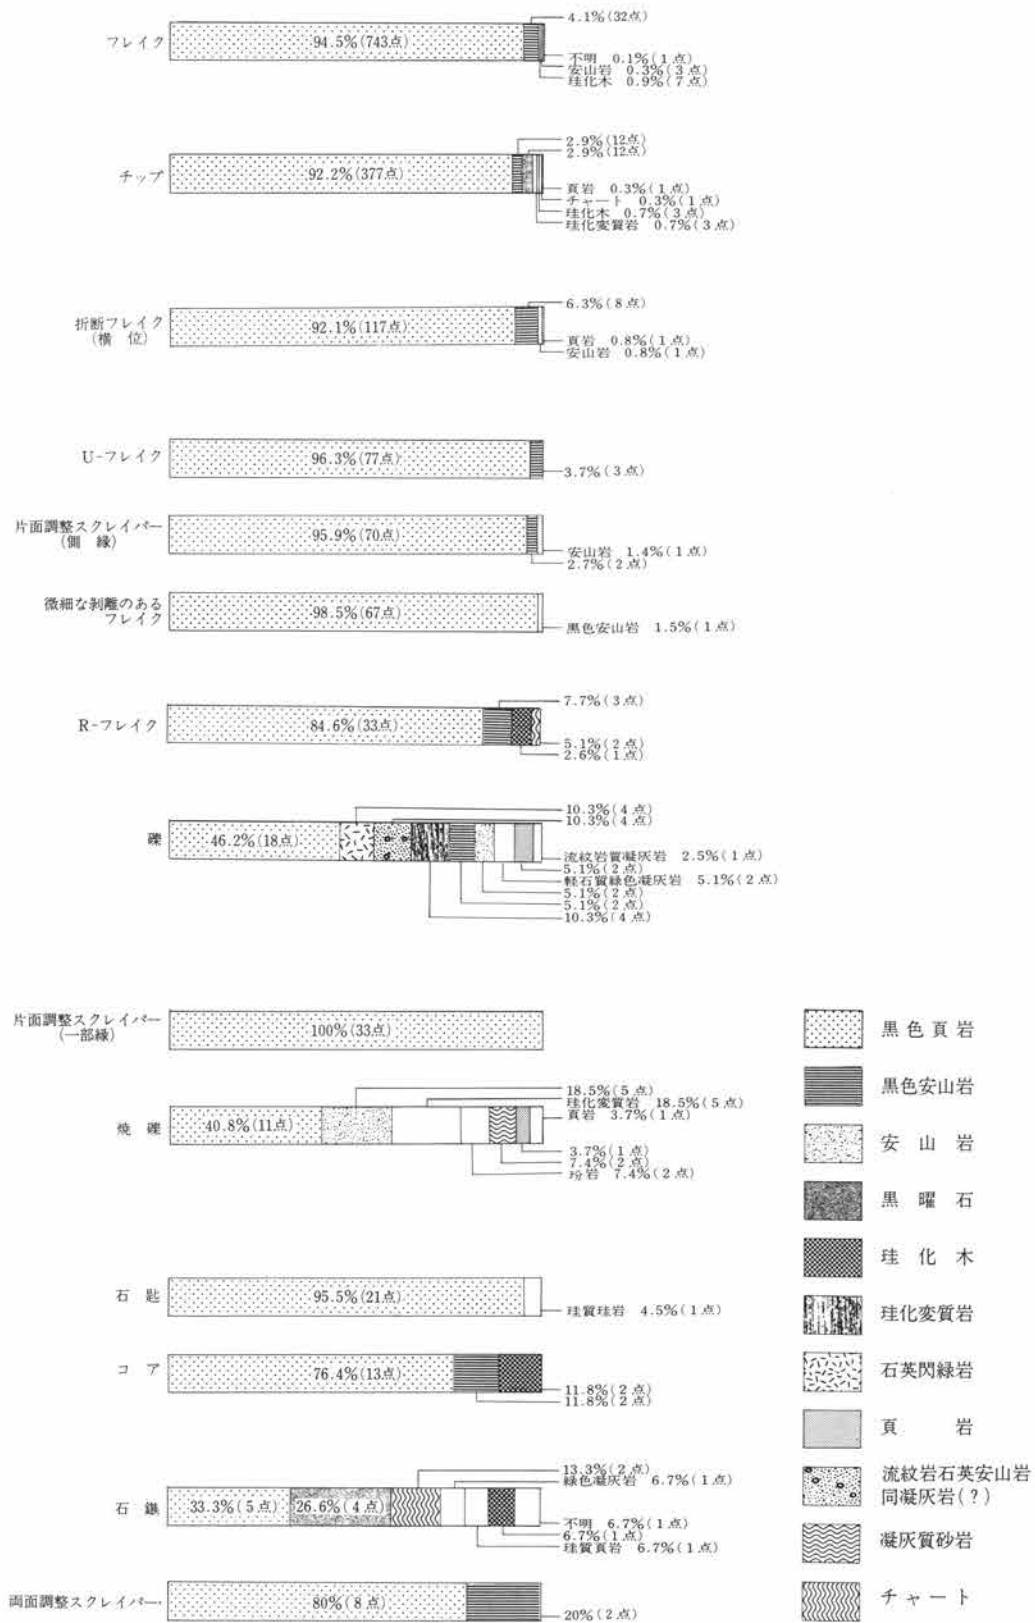 フレイク
94.5%(743点)
4.1%(32点)
不明 0.1%(1点)
安山岩 0.3%(3点)
珪化木 0.9%(7点)
チップ
92.2%(377点)
2.9%(12点)
2.9%(12点)
頁岩 0.3%(1点)
チャート 0.3%(1点)
珪化木 0.7%(3点)
珪化変質岩 0.7%(3点)
折断フレイク
(横位)
92.1%(117点)
6.3%(8点)
頁岩 0.8%(1点)
安山岩 0.8%(1点)
U-フレイク
96.3%(77点)
3.7%(3点)
片面調整スクレイパー
(側縁)
95.9%(70点)
安山岩 1.4%(1点)
2.7%(2点)
微細な剥離のある
フレイク
98.5%(67点)
黒色安山岩 1.5%(1点)
R-フレイク
84.6%(33点)
7.7%(3点)
5.1%(2点)
2.6%(1点)
礫
46.2%(18点)
10.3%(4点)
10.3%(4点)
流紋岩質凝灰岩 2.5%(1点)
5.1%(2点)
軽石質緑色凝灰岩 5.1%(2点)
5.1%(2点)
5.1%(2点)
10.3%(4点)
片面調整スクレイパー
(一部縁)
100%(33点)
焼礫
40.8%(11点)
18.5%(5点)
珪化変質岩 18.5%(5点)
頁岩 3.7%(1点)
3.7%(1点)
7.4%(2点)
玢岩 7.4%(2点)
石匙
95.5%(21点)
珪質珪岩 4.5%(1点)
コア
76.4%(13点)
11.8%(2点)
11.8%(2点)
石鏃
33.3%(5点)
26.6%(4点)
13.3%(2点)
緑色凝灰岩 6.7%(1点)
不明 6.7%(1点)
6.7%(1点)
珪質頁岩 6.7%(1点)
両面調整スクレイパー
80%(8点)
20%(2点)
黒色頁岩
黒色安山岩
安山岩
黒曜石
珪化木
珪化変質岩
石英閃緑岩
頁岩
流紋岩石英安山岩
同凝灰岩(?)
凝灰質砂岩
チャート